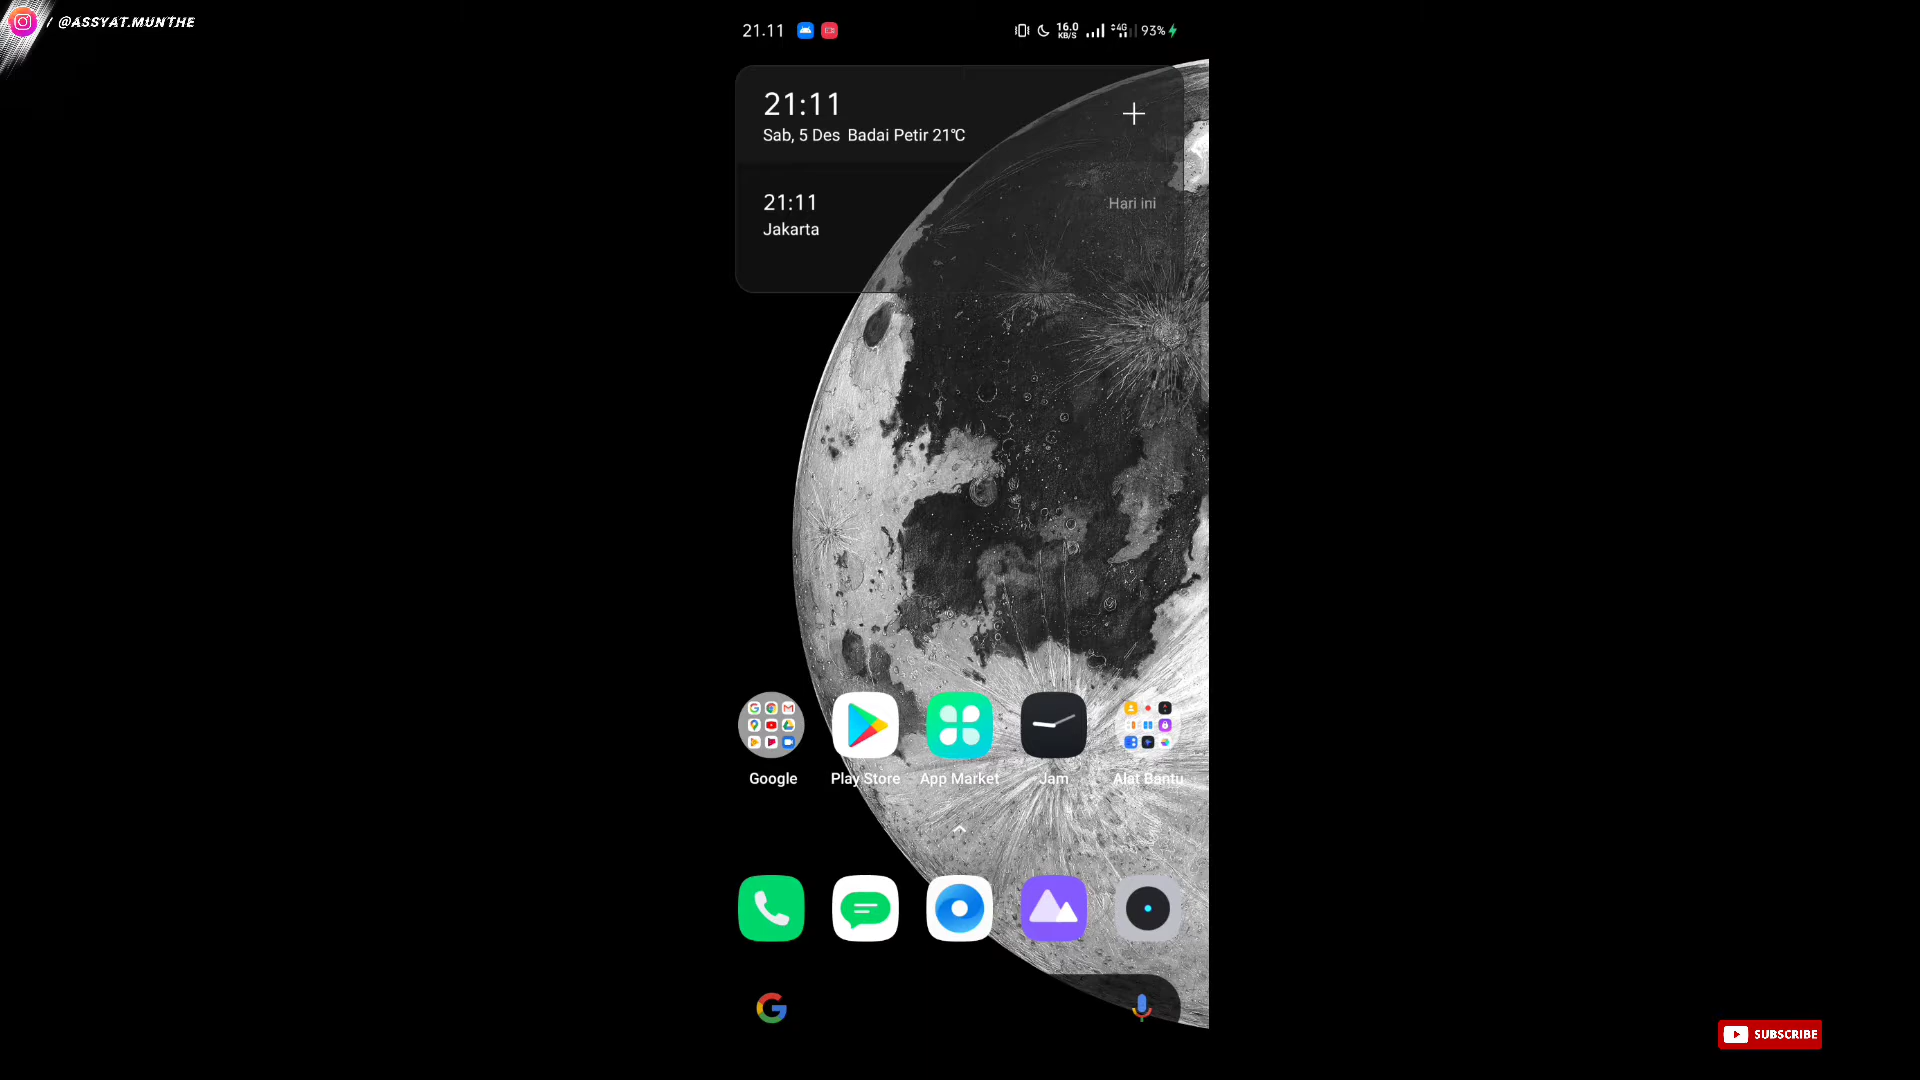 / @ASSYAT.MUNTHE
21.11
16.0
KB/S
4G
93%
21:11
Sab, 5 Des Badai Petir 21℃
21:11
Hari ini
Jakarta
Google
Play Store
App Market
Jam
Alat Bantu
SUBSCRIBE